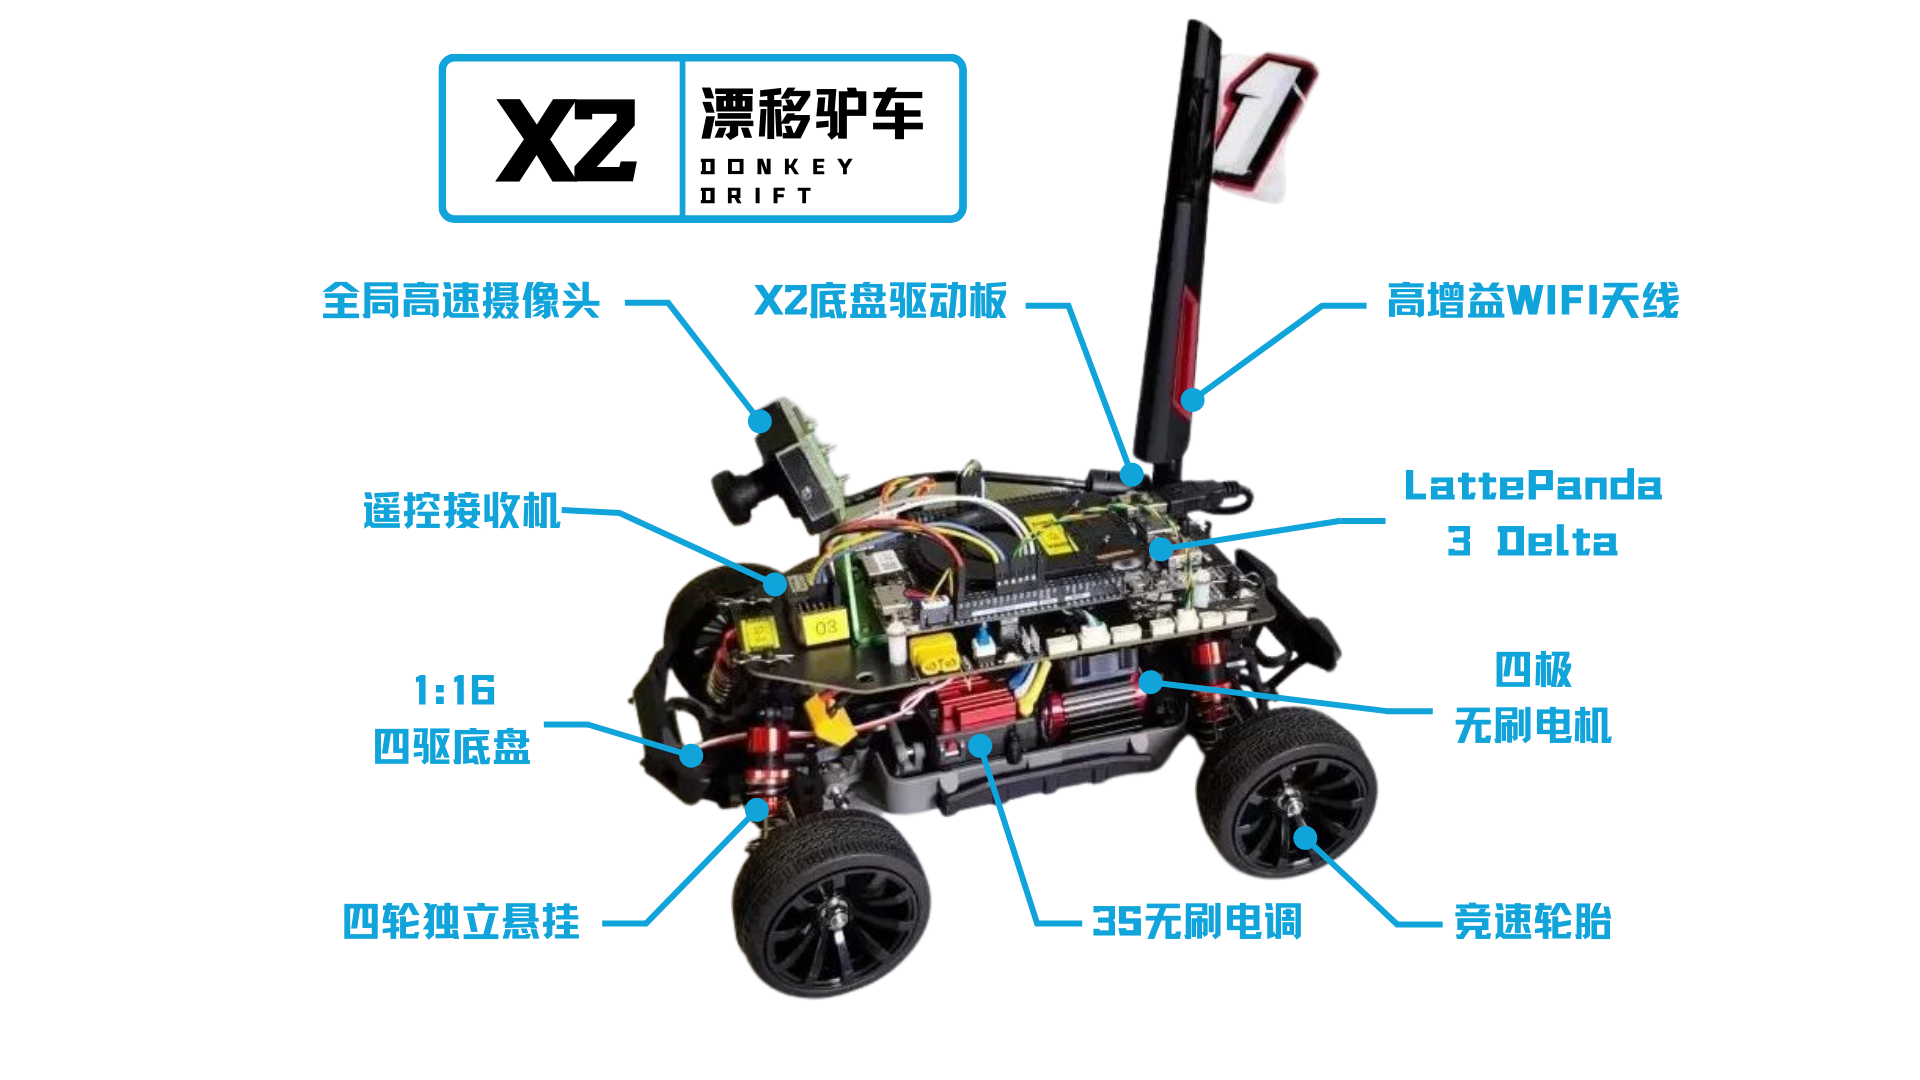 X2
漂移驴车
DONKEY
DRIFT
全局高速摄像头
X2底盘驱动板
高增益WIFI天线
遥控接收机
LattePanda
3 Delta
1:16
四驱底盘
四极
无刷电机
四轮独立悬挂
3S无刷电调
竞速轮胎
1
03